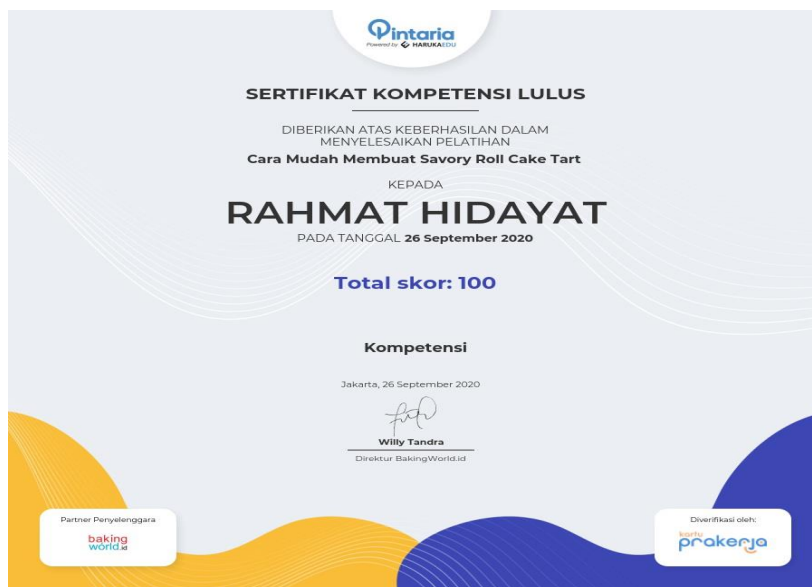 Pintaria
Powered by HARUKAEDU
SERTIFIKAT KOMPETENSI LULUS
DIBERIKAN ATAS KEBERHASILAN DALAM
MENYELESAIKAN PELATIHAN
Cara Mudah Membuat Savory Roll Cake Tart
KEPADA
RAHMAT HIDAYAT
PADA TANGGAL 26 September 2020
Total skor: 100
Kompetensi
Jakarta, 26 September 2020
Willy Tandra
Direktur BakingWorld.id
Partner Penyelenggara
baking
world.id
Diverifikasi oleh:
kartu
prakerja